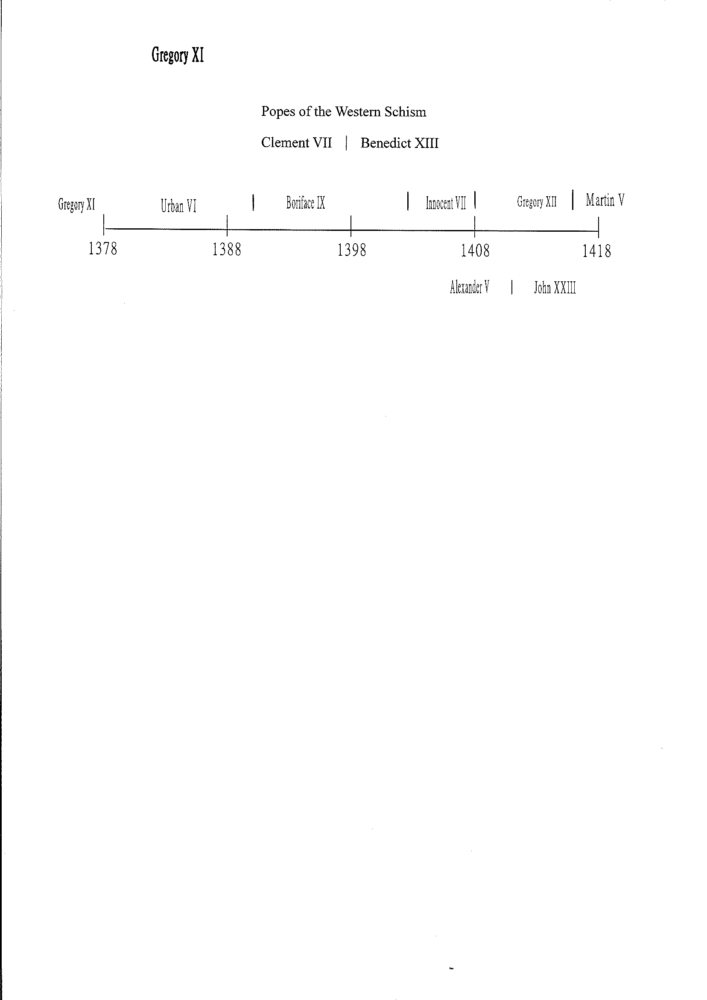 Gregory XI
Popes of the Western Schism
Clement VII | Benedict XIII
Gregory XI Urban VI | Boriface IX | Innocent VII | Gregory XII | Martin V
1378 1388 1398 1408 1418
Alexander V | John XXIII